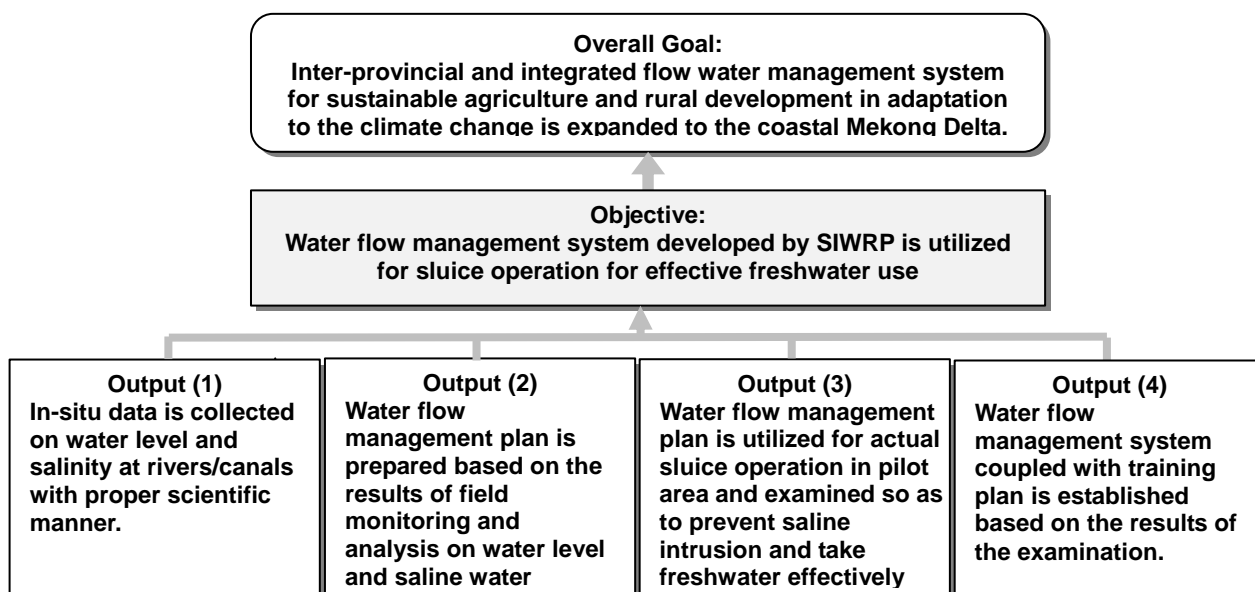 Overall Goal:
Inter-provincial and integrated flow water management system
for sustainable agriculture and rural development in adaptation
to the climate change is expanded to the coastal Mekong Delta.
Objective:
Water flow management system developed by SIWRP is utilized
for sluice operation for effective freshwater use
Output (1)
In-situ data is collected
on water level and
salinity at rivers/canals
with proper scientific
manner.
Output (2)
Water flow
management plan is
prepared based on the
results of field
monitoring and
analysis on water level
and saline water
Output (3)
Water flow management
plan is utilized for actual
sluice operation in pilot
area and examined so as
to prevent saline
intrusion and take
freshwater effectively
Output (4)
Water flow
management system
coupled with training
plan is established
based on the results of
the examination.